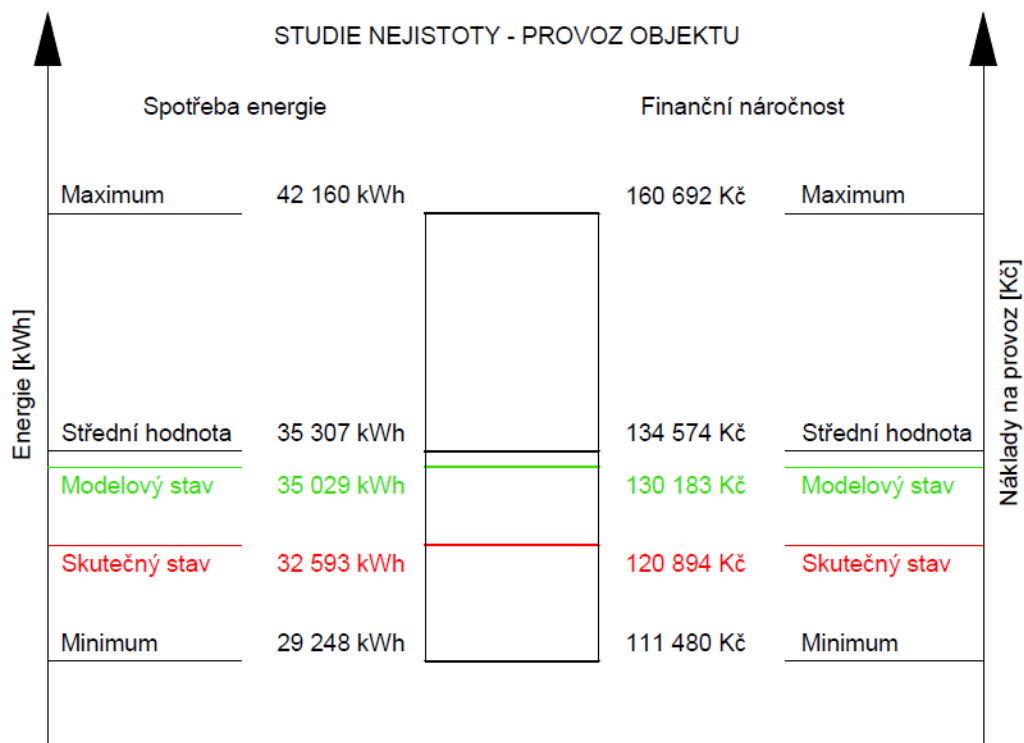 STUDIE NEJISTOTY - PROVOZ OBJEKTU
Spotřeba energie
Finanční náročnost
Maximum 42 160 kWh 160 692 Kč Maximum
Energie [kWh]
Náklady na provoz [Kč]
Střední hodnota 35 307 kWh 134 574 Kč Střední hodnota
Modelový stav 35 029 kWh 130 183 Kč Modelový stav
Skutečný stav 32 593 kWh 120 894 Kč Skutečný stav
Minimum 29 248 kWh 111 480 Kč Minimum